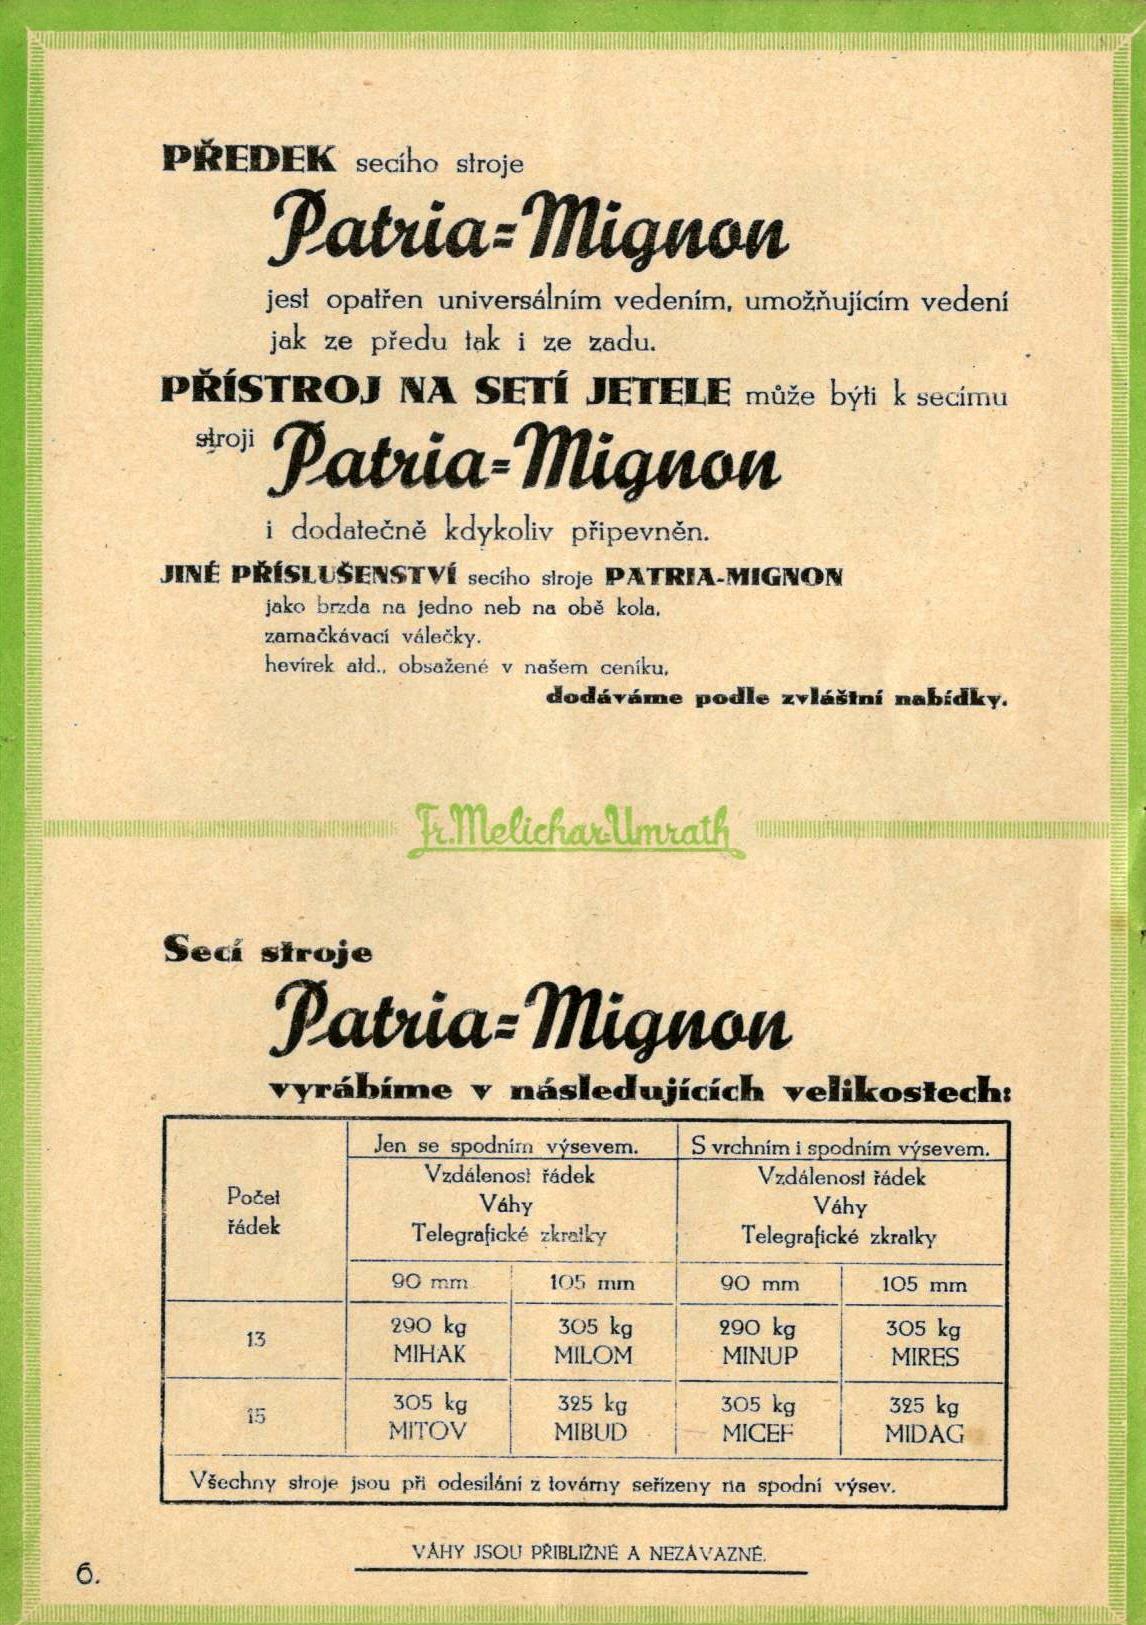 PŘEDEK secího stroje
Patria=Mignon
jest opatřen universálním vedením, umožňujícím vedení
jak ze předu tak i ze zadu.
PŘÍSTROJ NA SETÍ JETELE může býti k secímu
stroji Patria=Mignon
i dodatečně kdykoliv připevněn.
JINÉ PŘÍSLUŠENSTVÍ secího stroje PATRIA-MIGNON
jako brzda na jedno neb na obě kola,
zamačkávací válečky.
hevírek atd., obsažené v našem ceníku,
dodáváme podle zvláštní nabídky.
Fr. Melichar-Umrath
Secí stroje
Patria=Mignon
vyrábíme v následujících velikostech:
Jen se spodním výsevem. S vrchním i spodním výsevem.
Počet řádek Vzdálenost řádek Vzdálenost řádek
Váhy Váhy
Telegrafické zkratky Telegrafické zkratky
90 mm 105 mm 90 mm 105 mm
13 290 kg 305 kg 290 kg 305 kg
MIHAK MILOM MINUP MIRES
15 305 kg 325 kg 305 kg 325 kg
MITOV MIBUD MICEF MIDAG
Všechny stroje jsou při odesílání z továrny seřízeny na spodní výsev.
VÁHY JSOU PŘIBLIŽNÉ A NEZÁVAZNÉ.
6.